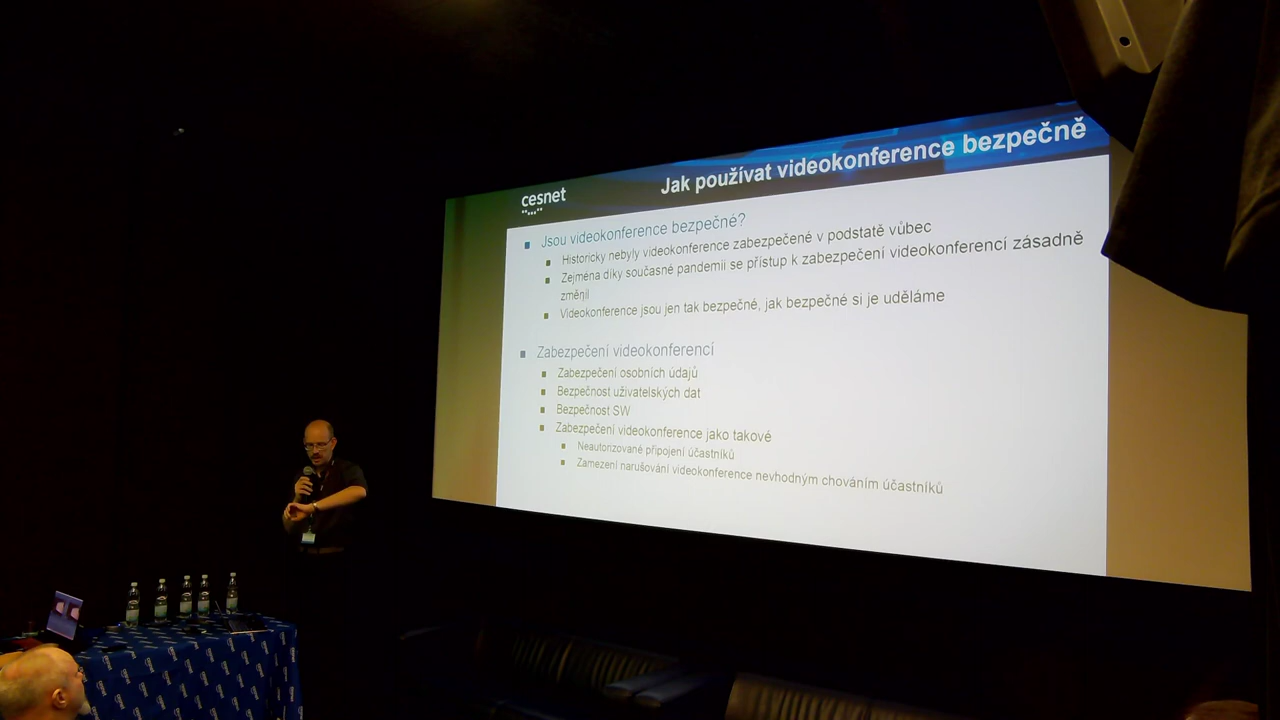 cesnet
Jak používat videokonference bezpečně
Jsou videokonference bezpečné?
Historicky nebyly videokonference zabezpečené v podstatě vůbec
Zejména díky současné pandemii se přístup k zabezpečení videokonferencí zásadně
změnil
Videokonference jsou jen tak bezpečné, jak bezpečné si je uděláme
Zabezpečení videokonferencí
Zabezpečení osobních údajů
Bezpečnost uživatelských dat
Bezpečnost SW
Zabezpečení videokonference jako takové
Neautorizované připojení účastníků
Zamezení narušování videokonference nevhodným chováním účastníků